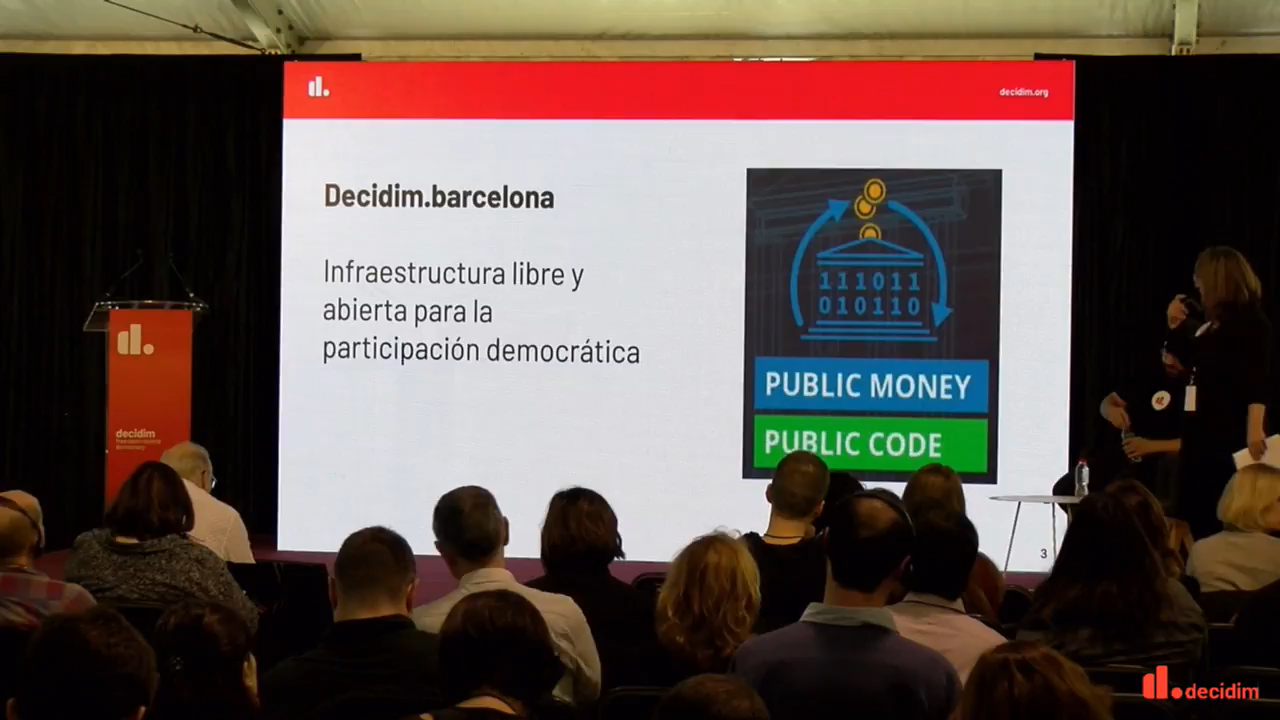 decidim.org
Decidim.barcelona
Infraestructura libre y
abierta para la
participación democrática
111011
010110
PUBLIC MONEY
PUBLIC CODE
3
decidim
decidim